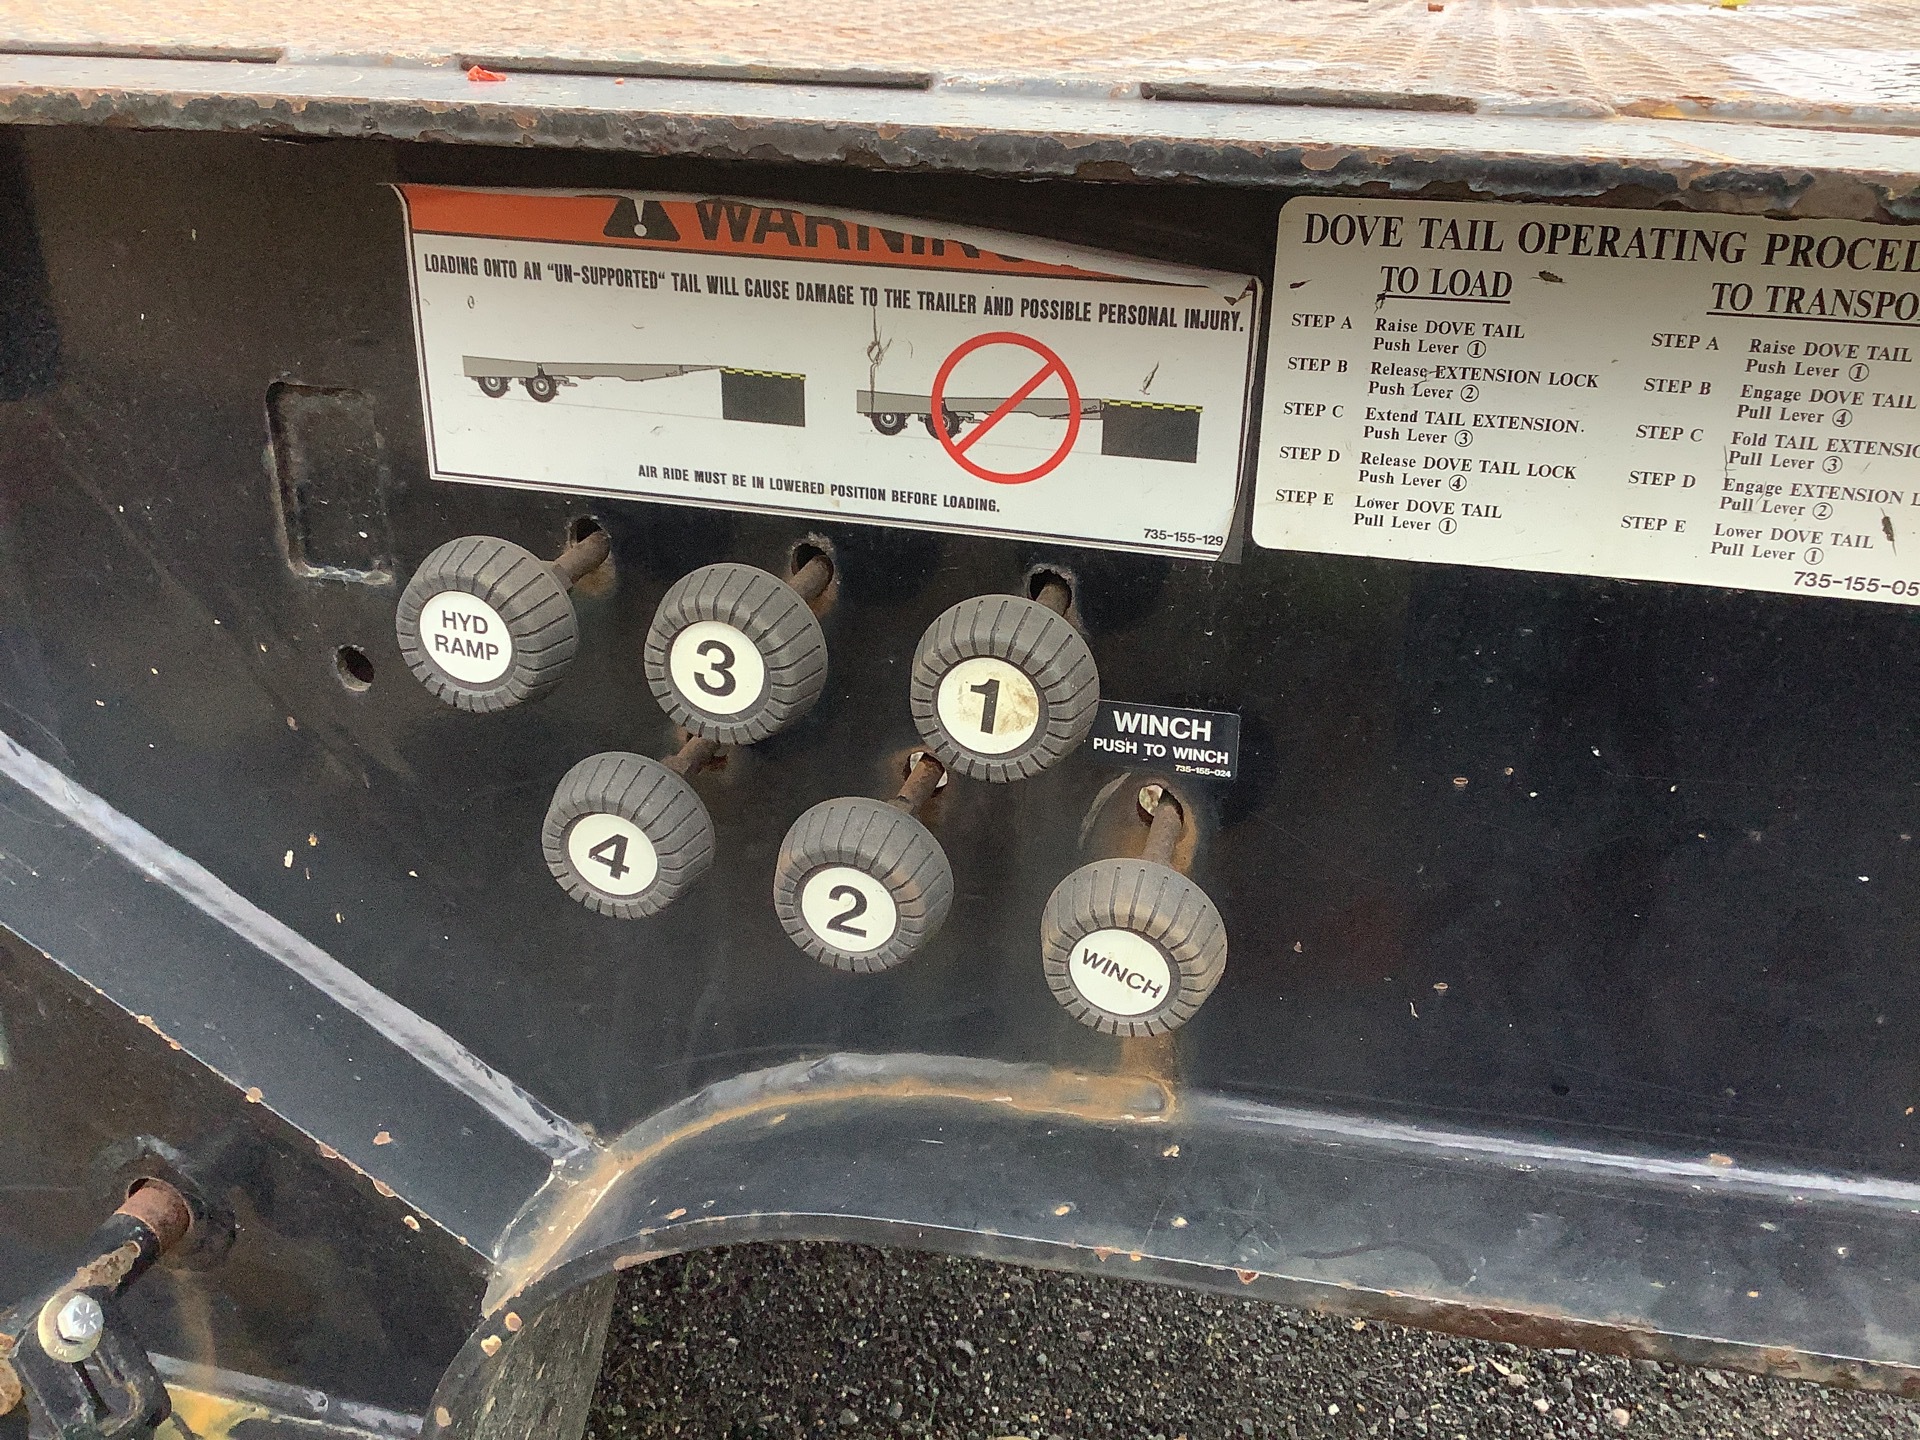 WARNING
LOADING ONTO AN "UN-SUPPORTED" TAIL WILL CAUSE DAMAGE TO THE TRAILER AND POSSIBLE PERSONAL INJURY.
AIR RIDE MUST BE IN LOWERED POSITION BEFORE LOADING.
735-155-129
DOVE TAIL OPERATING PROCED
TO LOAD
STEP A Raise DOVE TAIL
Push Lever ①
STEP B Release EXTENSION LOCK
Push Lever ②
STEP C Extend TAIL EXTENSION.
Push Lever ③
STEP D Release DOVE TAIL LOCK
Push Lever ④
STEP E Lower DOVE TAIL
Pull Lever ①
TO TRANSPO
STEP A Raise DOVE TAIL
Push Lever ①
STEP B Engage DOVE TAIL
Pull Lever ④
STEP C Fold TAIL EXTENSIO
Pull Lever ③
STEP D Engage EXTENSION L
Pull Lever ②
STEP E Lower DOVE TAIL
Pull Lever ①
735-155-05
HYD
RAMP
3
1
WINCH
PUSH TO WINCH
735-155-024
4
2
WINCH